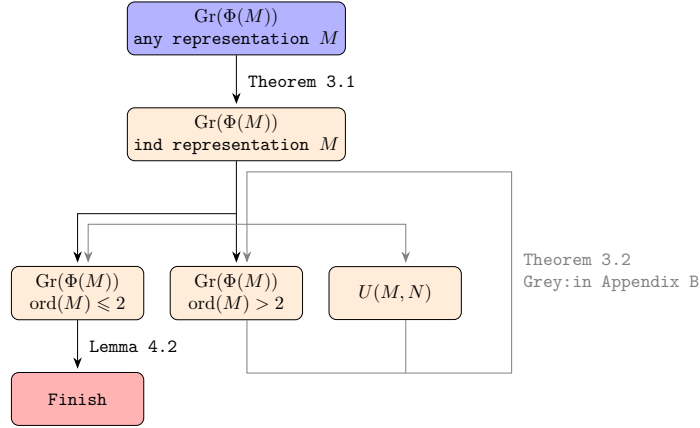 Gr(Φ(M))
any representation M
Theorem 3.1
Gr(Φ(M))
ind representation M
Theorem 3.2
Grey:in Appendix B
Gr(Φ(M))
ord(M) ⩽ 2
Gr(Φ(M))
ord(M) > 2
U(M, N)
Lemma 4.2
Finish